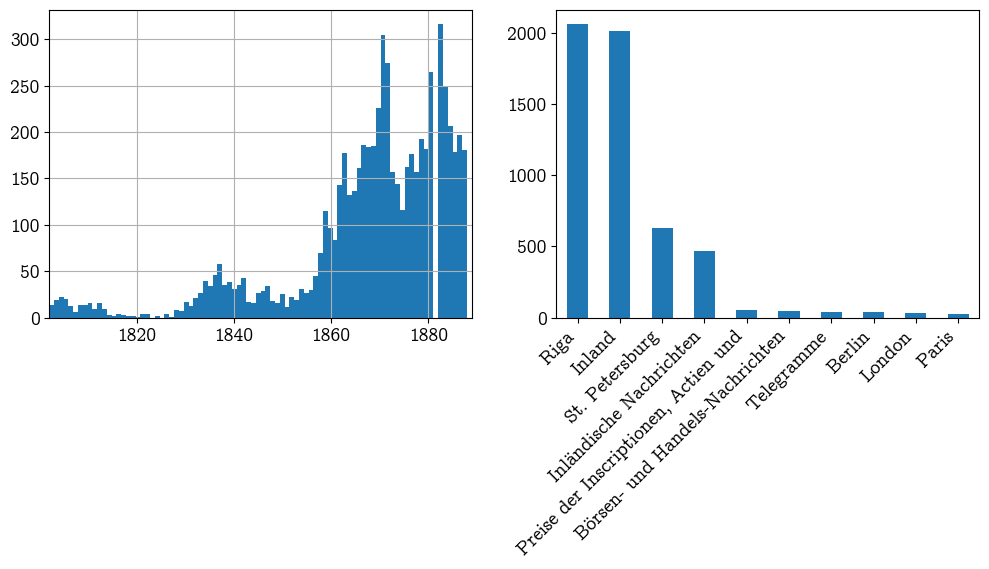 300
250
200
150
100
50
0
1820 1840 1860 1880
2000
1500
1000
500
0
Riga
Inland
St. Petersburg
Inländische Nachrichten
Preise der Inscriptionen, Actien und
Börsen- und Handels-Nachrichten
Telegramme
Berlin
London
Paris